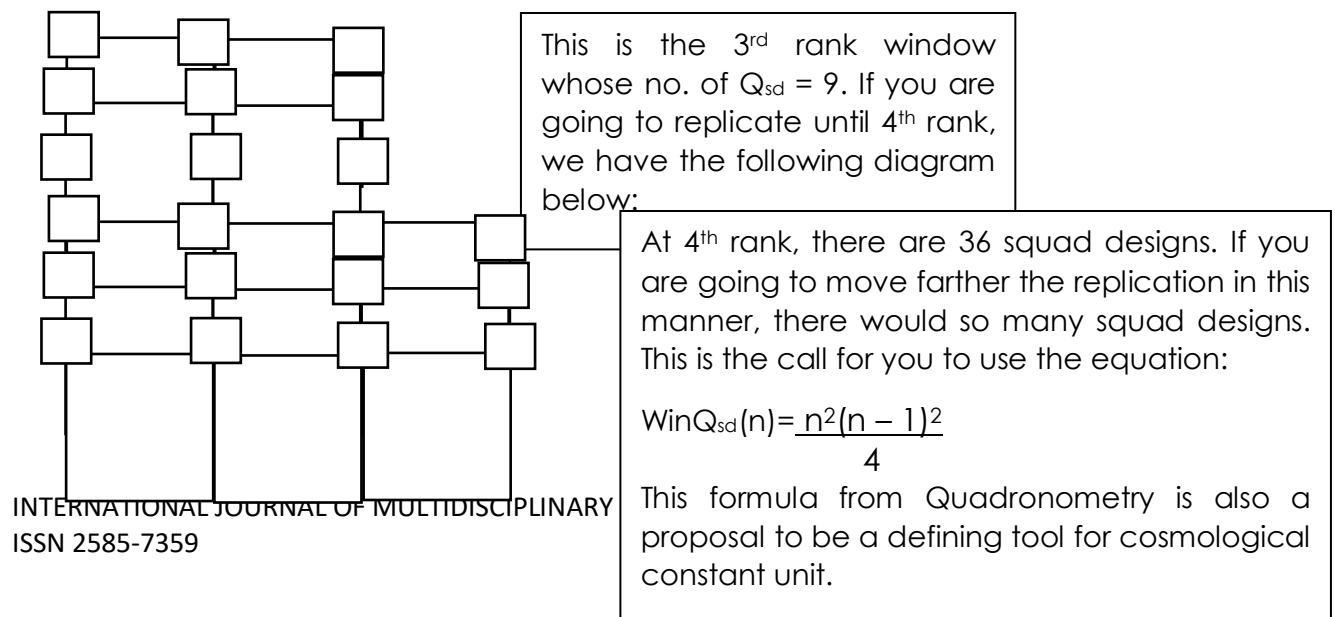 This is the 3rd rank window
whose no. of Qsd = 9. If you are
going to replicate until 4th rank,
we have the following diagram
below:
At 4th rank, there are 36 squad designs. If you
are going to move farther the replication in this
manner, there would so many squad designs.
This is the call for you to use the equation:
WinQsd(n)= n2(n – 1)2
4
This formula from Quadronometry is also a
proposal to be a defining tool for cosmological
constant unit.
INTERNATIONAL JOURNAL OF MULTIDISCIPLINARY
ISSN 2585-7359